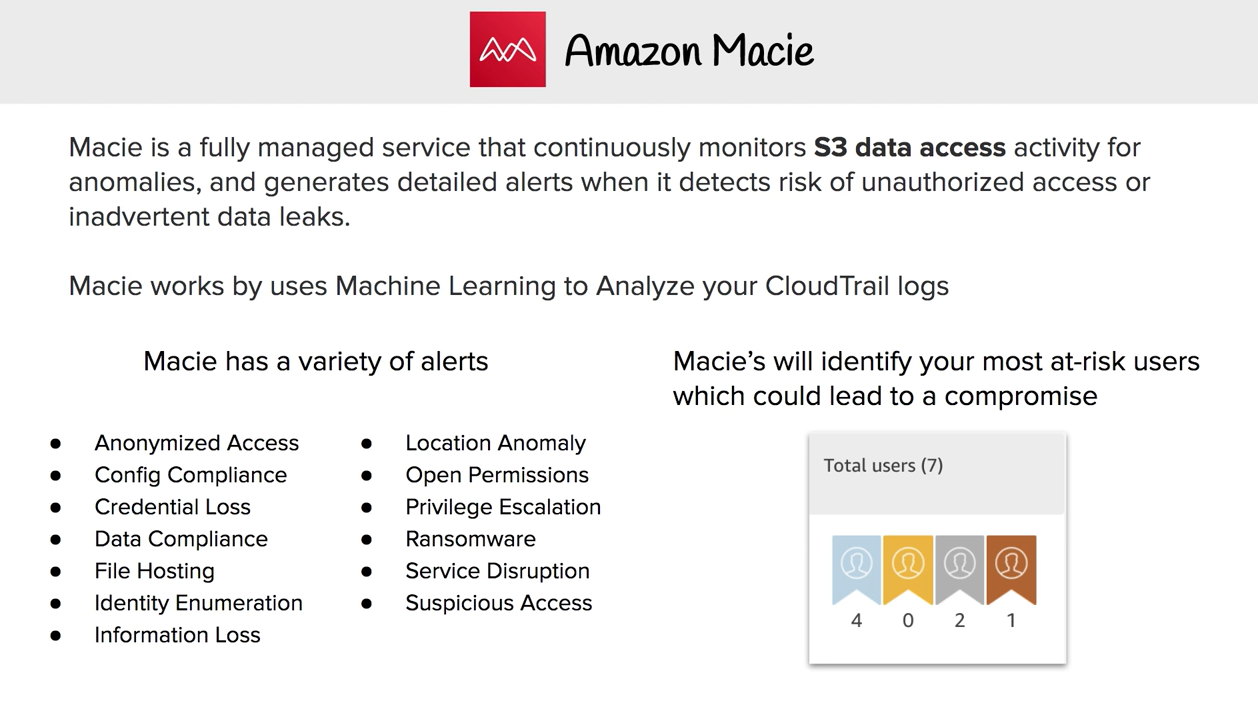 Amazon Macie
Macie is a fully managed service that continuously monitors S3 data access activity for
anomalies, and generates detailed alerts when it detects risk of unauthorized access or
inadvertent data leaks.
Macie works by uses Machine Learning to Analyze your CloudTrail logs
Macie has a variety of alerts
● Anonymized Access
● Config Compliance
● Credential Loss
● Data Compliance
● File Hosting
● Identity Enumeration
● Information Loss
● Location Anomaly
● Open Permissions
● Privilege Escalation
● Ransomware
● Service Disruption
● Suspicious Access
Macie’s will identify your most at-risk users
which could lead to a compromise
Total users (7)
4 0 2 1